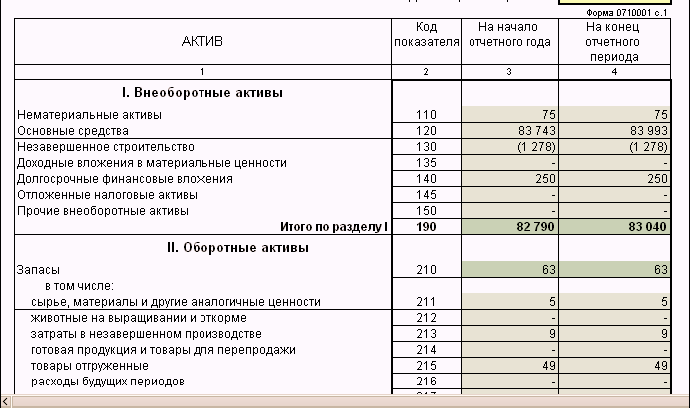 Форма 0710001 с.1
АКТИВ Код показателя На начало отчетного года На конец отчетного периода
1 2 3 4
I. Внеоборотные активы
Нематериальные активы 110 75 75
Основные средства 120 83 743 83 993
Незавершенное строительство 130 (1 278) (1 278)
Доходные вложения в материальные ценности 135 - -
Долгосрочные финансовые вложения 140 250 250
Отложенные налоговые активы 145 - -
Прочие внеоборотные активы 150 - -
Итого по разделу I 190 82 790 83 040
II. Оборотные активы
Запасы 210 63 63
в том числе:
сырье, материалы и другие аналогичные ценности 211 5 5
животные на выращивании и откорме 212 - -
затраты в незавершенном производстве 213 9 9
готовая продукция и товары для перепродажи 214 - -
товары отгруженные 215 49 49
расходы будущих периодов 216 - -